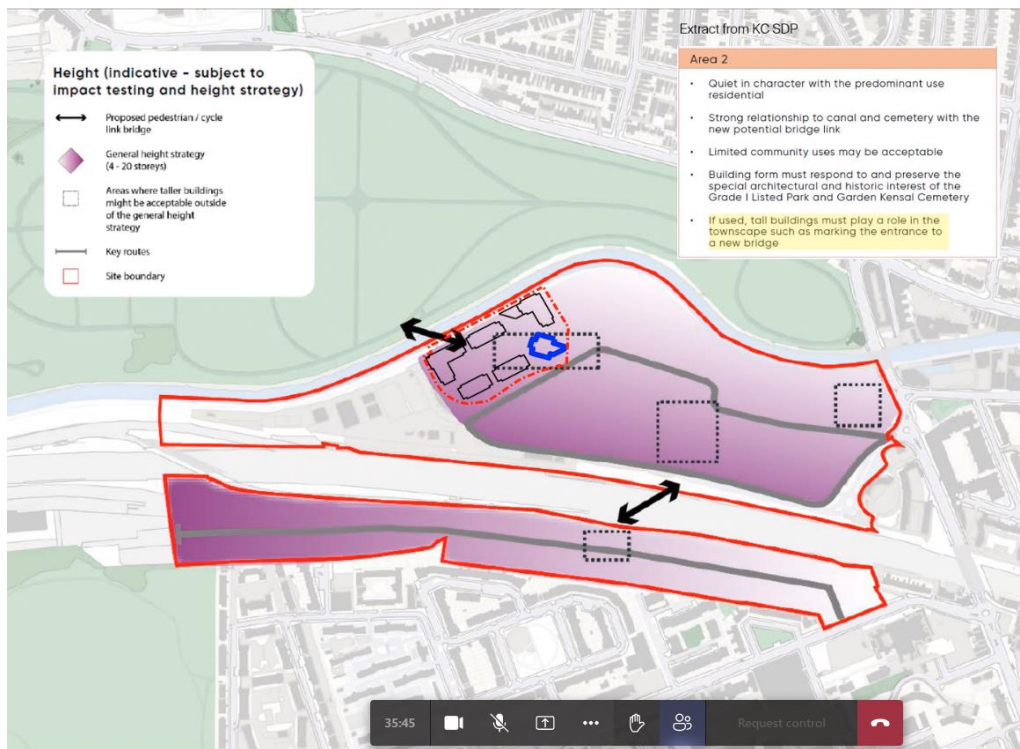 Extract from KC SDP
Height (indicative - subject to
impact testing and height strategy)
Proposed pedestrian / cycle
link bridge
General height strategy
(4 - 20 storeys)
Areas where taller buildings
might be acceptable outside
of the general height
strategy
Key routes
Site boundary
Area 2
• Quiet in character with the predominant use
residential
• Strong relationship to canal and cemetery with the
new potential bridge link
• Limited community uses may be acceptable
• Building form must respond to and preserve the
special architectural and historic interest of the
Grade I Listed Park and Garden Kensal Cemetery
• If used, tall buildings must play a role in the
townscape such as marking the entrance to
a new bridge
35:45
Request control